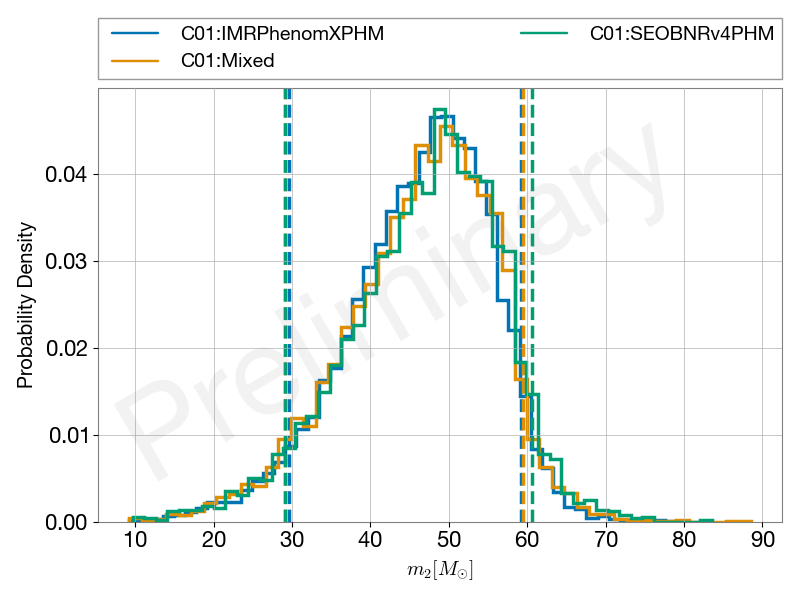 C01:IMRPhenomXPHM
C01:Mixed
C01:SEOBNRv4PHM
Preliminary
Probability Density
0.04
0.03
0.02
0.01
0.00
10 20 30 40 50 60 70 80 90
m₂[M☉]